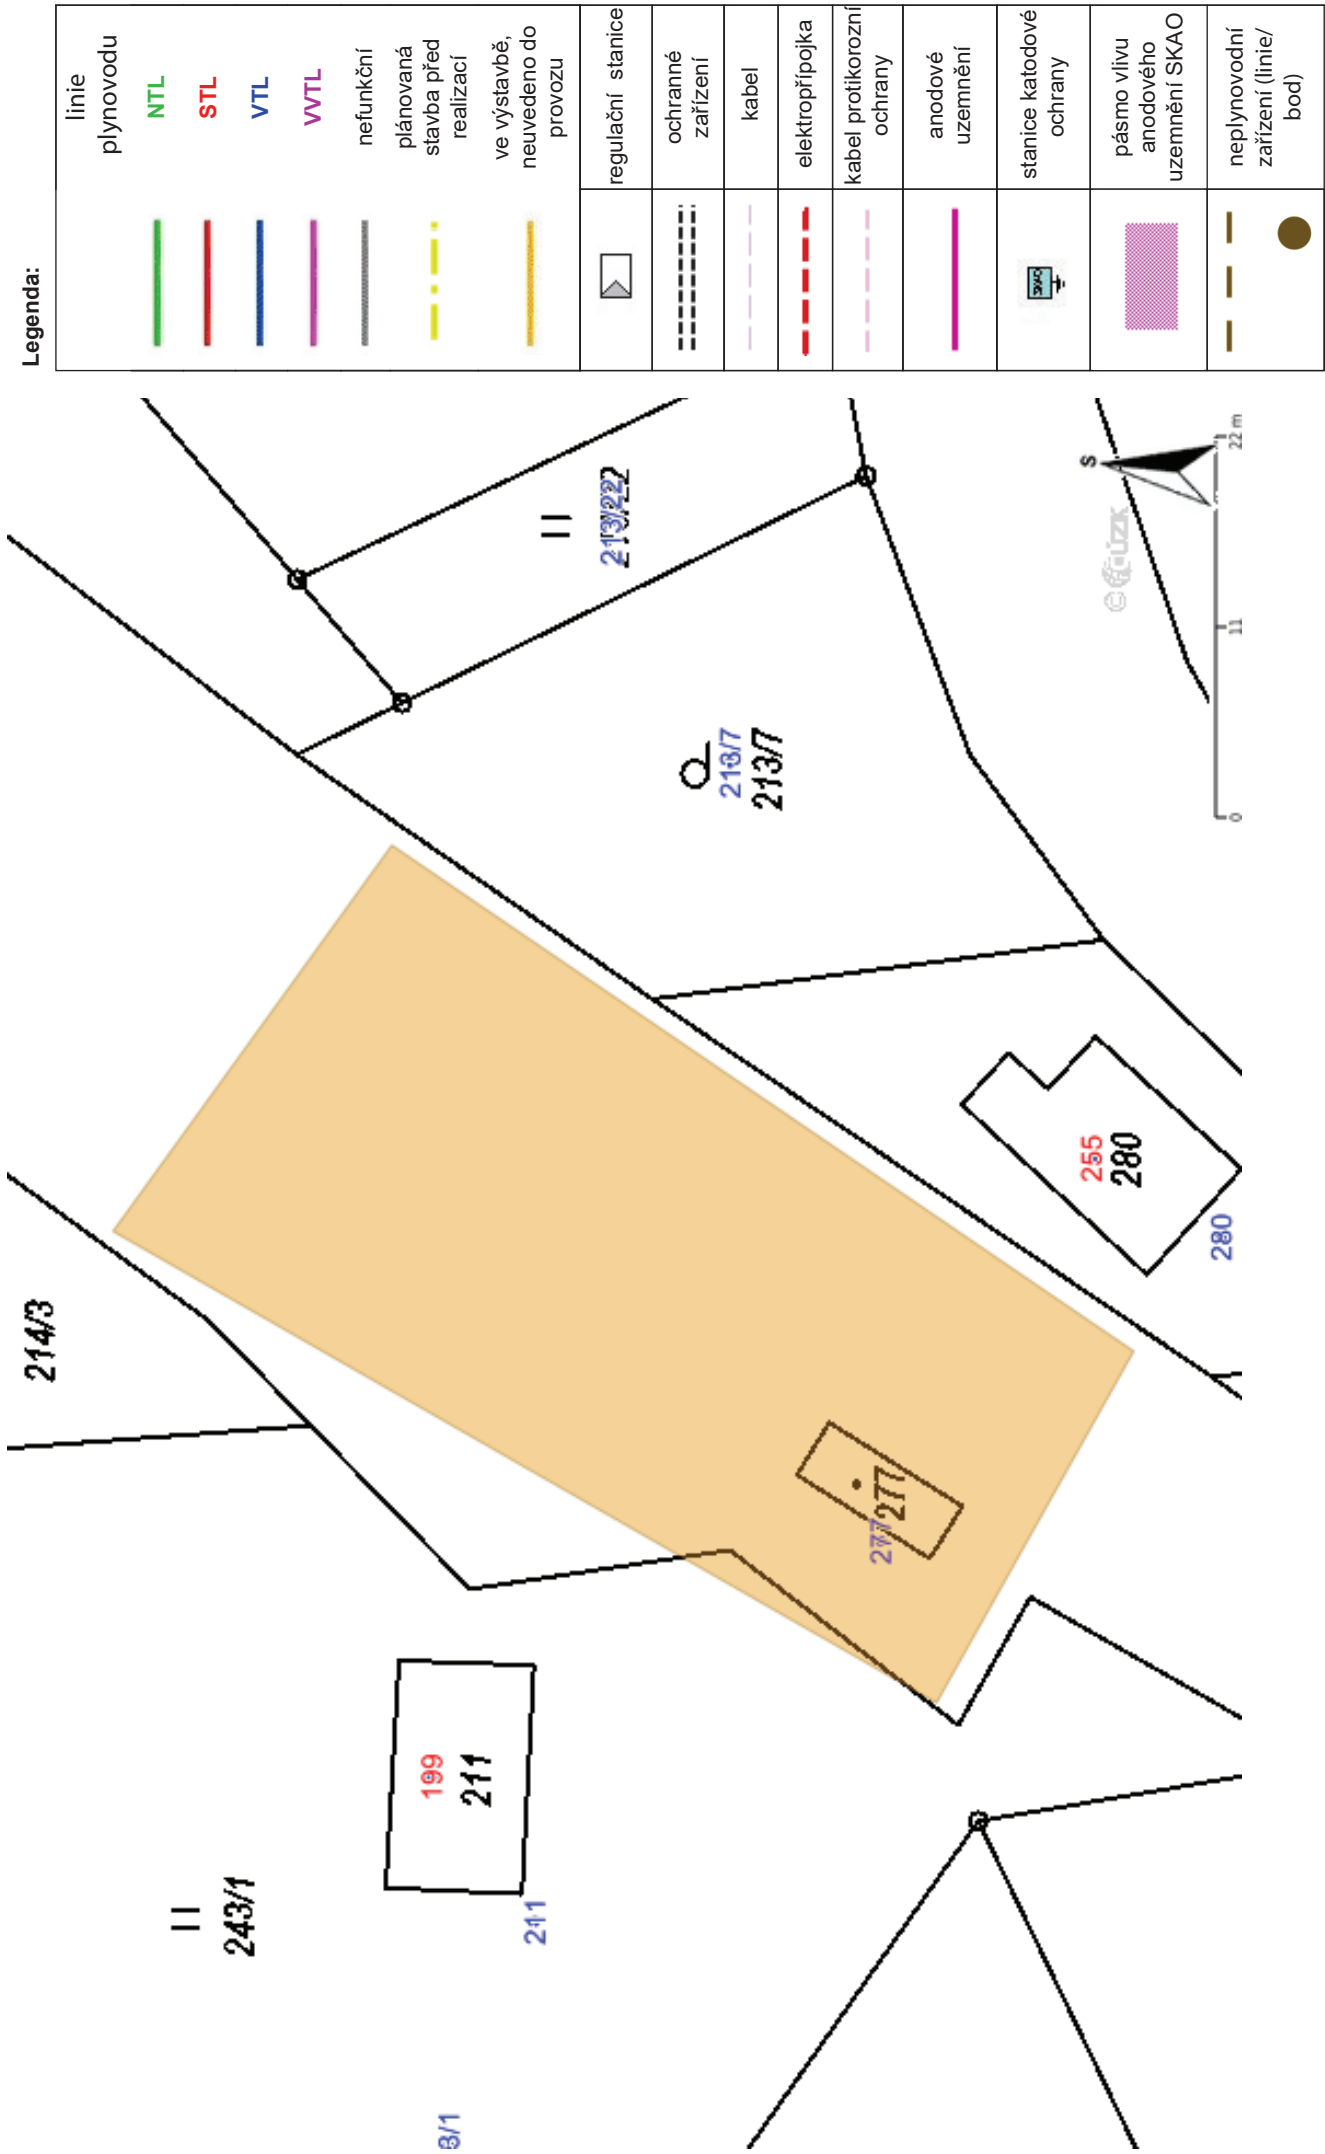 Legenda:
linie
plynovodu
NTL
STL
VTL
VVTL
nefunkční
plánovaná
stavba před
realizací
ve výstavbě,
neuvedeno do
provozu
regulační stanice
ochranné
zařízení
kabel
elektropřípojka
kabel protikorozní
ochrany
anodové
uzemnění
stanice katodové
ochrany
pásmo vlivu
anodového
uzemnění SKAO
neplynovodní
zařízení (linie/
bod)
214/3
243/1
199
211
211
3/1
277
277
255
280
280
213/7
213/7
213/22
S
0
11
22 m